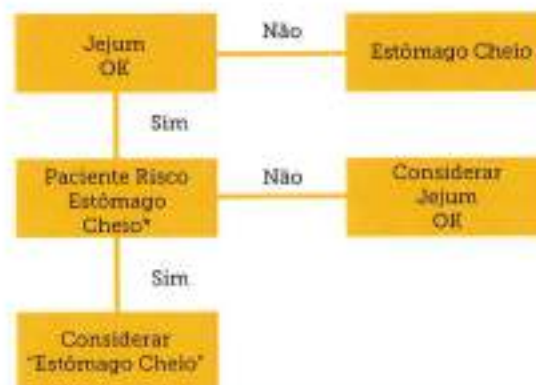 Jejum
OK
Não
Estômago Cheio
Sim
Paciente Risco
Estômago
Cheio*
Não
Considerar
Jejum
OK
Sim
Considerar
"Estômago Cheio"